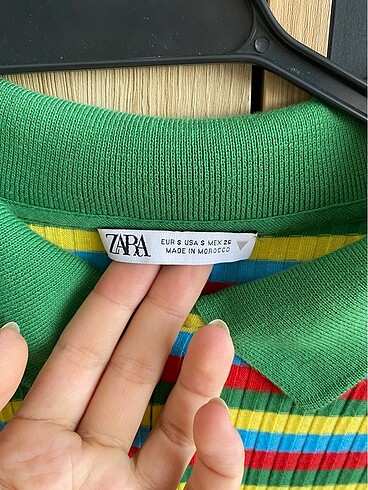 ZARA
EUR S USA S MEX 26
MADE IN MOROCCO